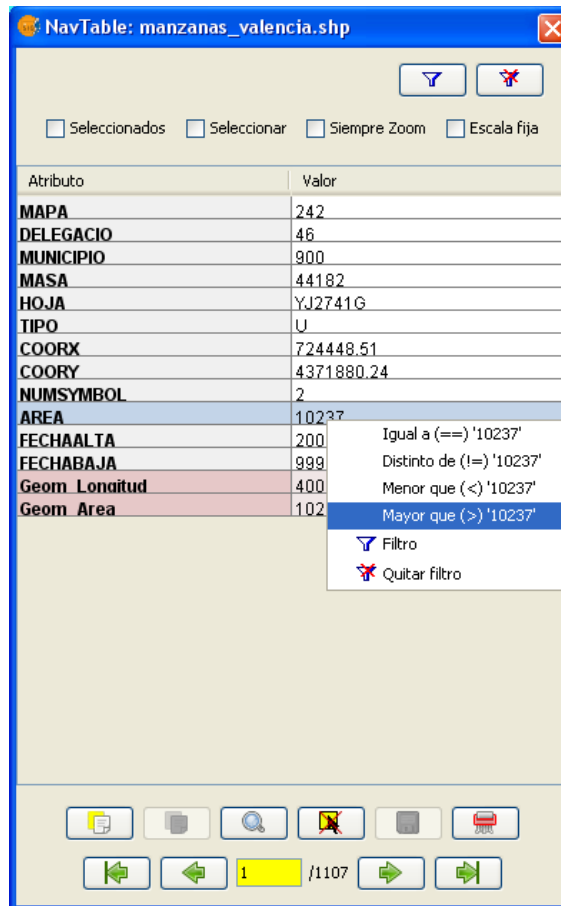 NavTable: manzanas_valencia.shp
Seleccionados Seleccionar Siempre Zoom Escala fija
Atributo Valor
MAPA 242
DELEGACIO 46
MUNICIPIO 900
MASA 44182
HOJA YJ2741G
TIPO U
COORX 724448.51
COORY 4371880.24
NUMSYMBOL 2
AREA 10237
FECHAALTA 200
FECHABAJA 999
Geom_Longitud 400
Geom_Area 102
Igual a (==) '10237'
Distinto de (!=) '10237'
Menor que (<) '10237'
Mayor que (>) '10237'
Filtro
Quitar filtro
1 /1107